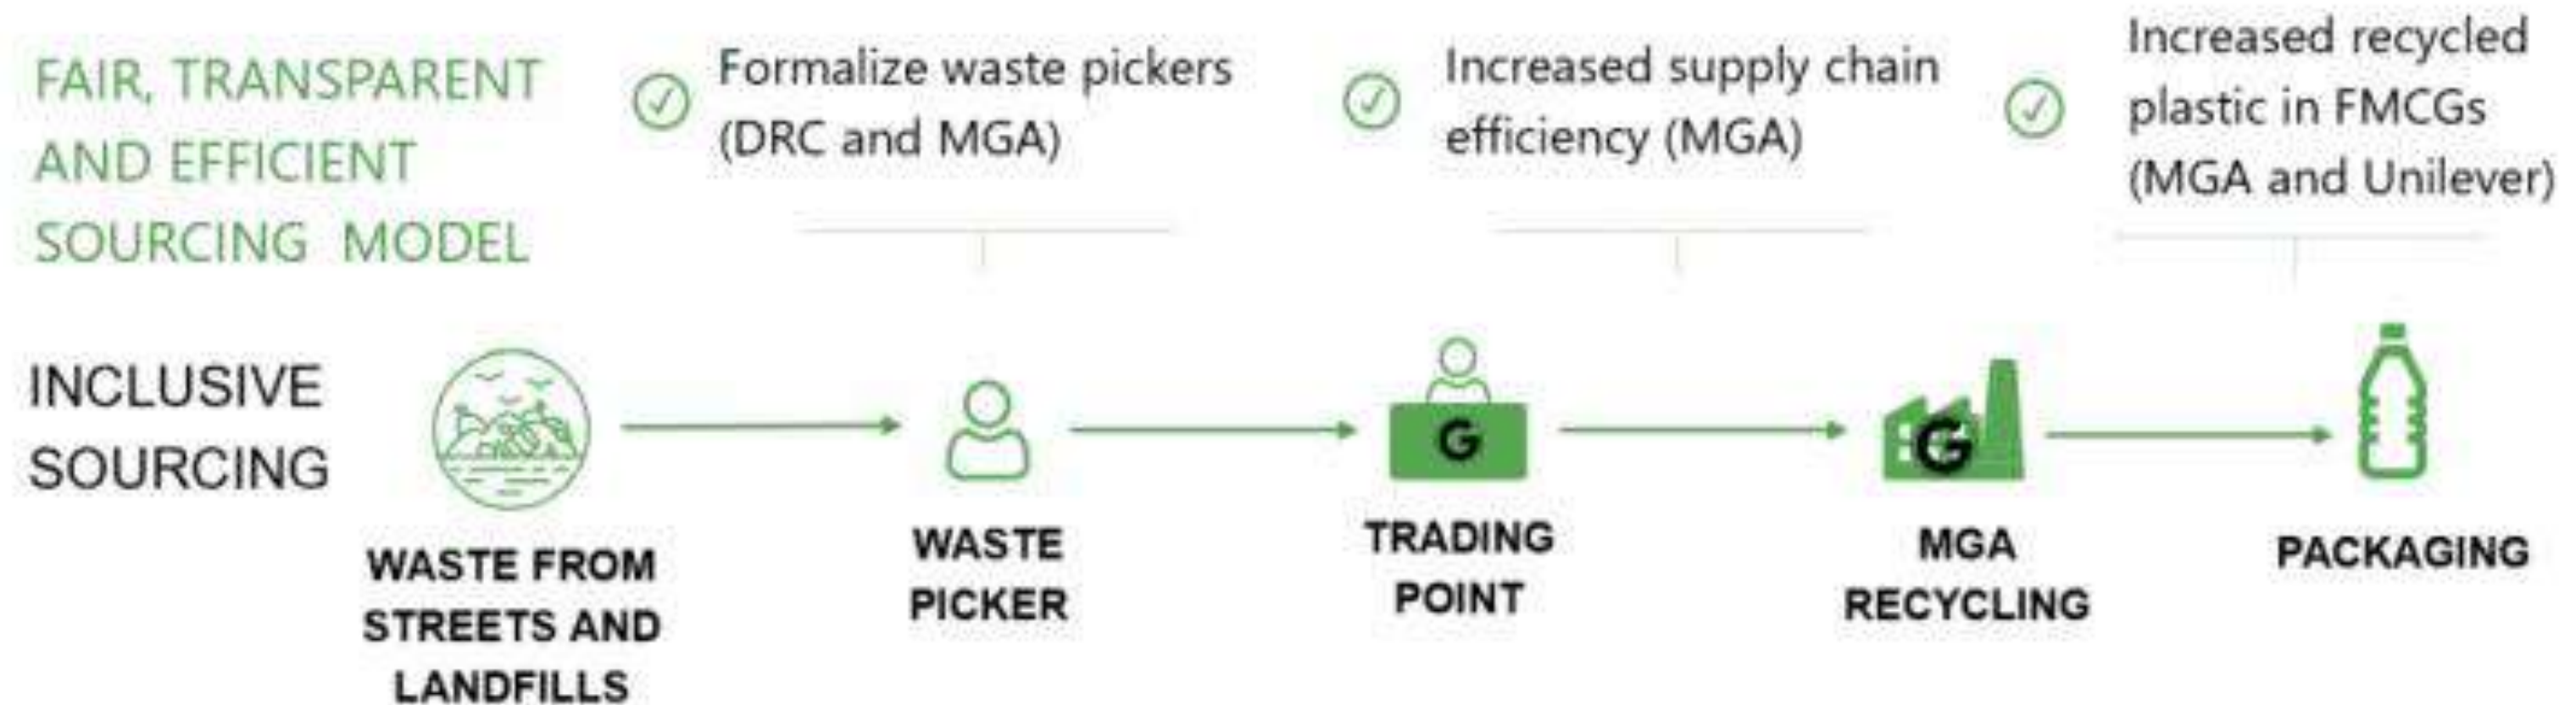 FAIR, TRANSPARENT
AND EFFICIENT
SOURCING MODEL
Formalize waste pickers
(DRC and MGA)
Increased supply chain
efficiency (MGA)
Increased recycled
plastic in FMCGs
(MGA and Unilever)
INCLUSIVE
SOURCING
G
G
WASTE FROM
STREETS AND
LANDFILLS
WASTE
PICKER
TRADING
POINT
MGA
RECYCLING
PACKAGING